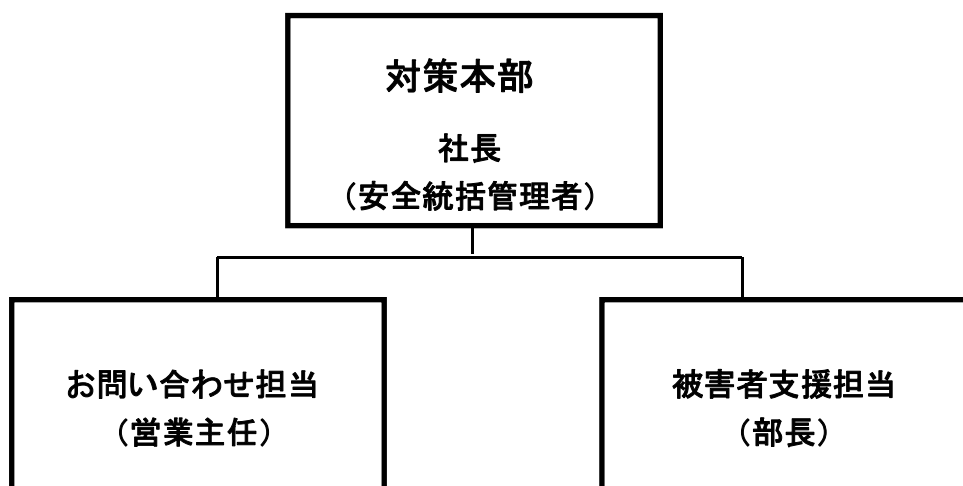 対策本部
社長
（安全統括管理者）
お問い合わせ担当
（営業主任）
被害者支援担当
（部長）